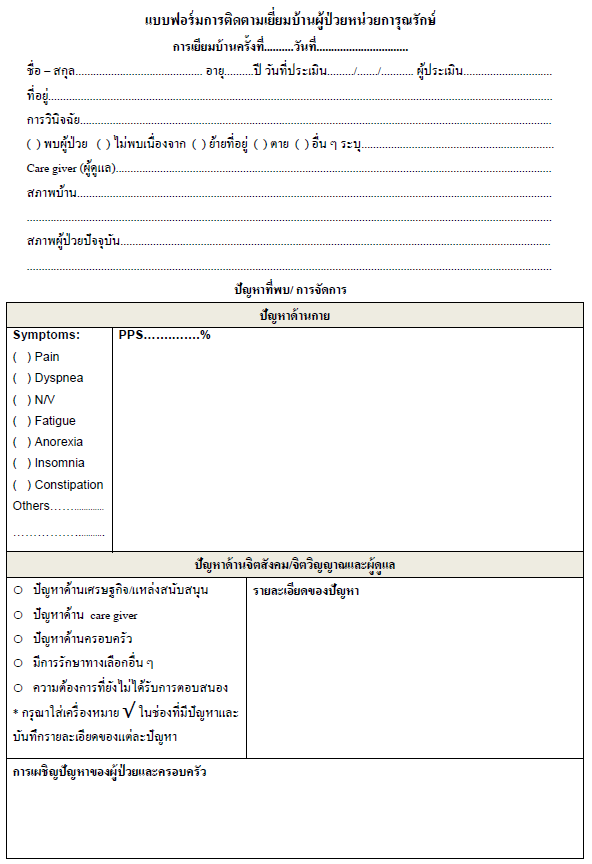 แบบฟอร์มการติดตามเยี่ยมบ้านผู้ป่วยหน่วยการุณรักษ์
การเยี่ยมบ้านครั้งที่..........วันที่...............................
ชื่อ – สกุล........................................... อายุ..........ปี วันที่ประเมิน........./......./........... ผู้ประเมิน..............................
ที่อยู่..........................................................................................................................................................................
การวินิจฉัย...............................................................................................................................................................
( ) พบผู้ป่วย ( ) ไม่พบเนื่องจาก ( ) ย้ายที่อยู่ ( ) ตาย ( ) อื่น ๆ ระบุ.................................................................
Care giver (ผู้ดูแล)...................................................................................................................................................
สภาพบ้าน................................................................................................................................................................
.................................................................................................................................................................................
สภาพผู้ป่วยปัจจุบัน.................................................................................................................................................
.................................................................................................................................................................................
ปัญหาที่พบ/ การจัดการ
ปัญหาด้านกาย
Symptoms:
( ) Pain
( ) Dyspnea
( ) N/V
( ) Fatigue
( ) Anorexia
( ) Insomnia
( ) Constipation
Others……............
……………...........
PPS……..…….%
ปัญหาด้านจิตสังคม/จิตวิญญาณและผู้ดูแล
○ ปัญหาด้านเศรษฐกิจ/แหล่งสนับสนุน
○ ปัญหาด้าน care giver
○ ปัญหาด้านครอบครัว
○ มีการรักษาทางเลือกอื่น ๆ
○ ความต้องการที่ยังไม่ได้รับการตอบสนอง
* กรุณาใส่เครื่องหมาย √ ในช่องที่มีปัญหาและ
บันทึกรายละเอียดของแต่ละปัญหา
รายละเอียดของปัญหา
การเผชิญปัญหาของผู้ป่วยและครอบครัว